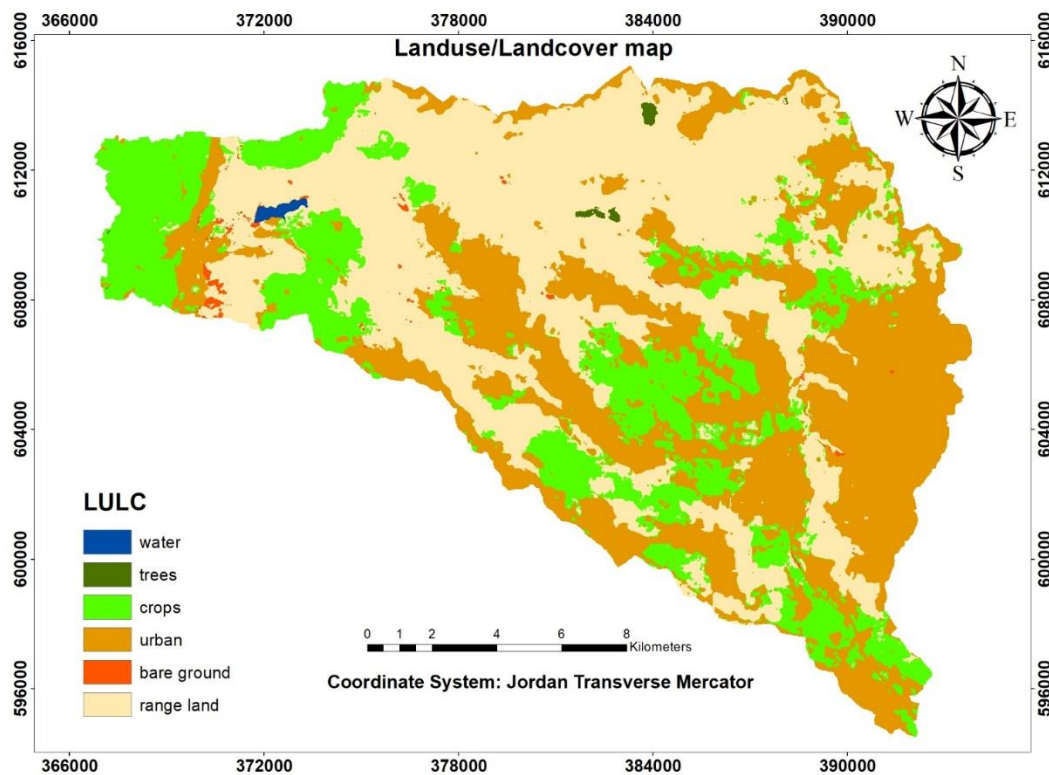 366000 372000 378000 384000 390000
Landuse/Landcover map
616000
612000
608000
604000
600000
596000
616000
612000
608000
604000
600000
596000
N
W E
S
LULC
water
trees
crops
urban
bare ground
range land
0 1 2 4 6 8
Kilometers
Coordinate System: Jordan Transverse Mercator
366000 372000 378000 384000 390000